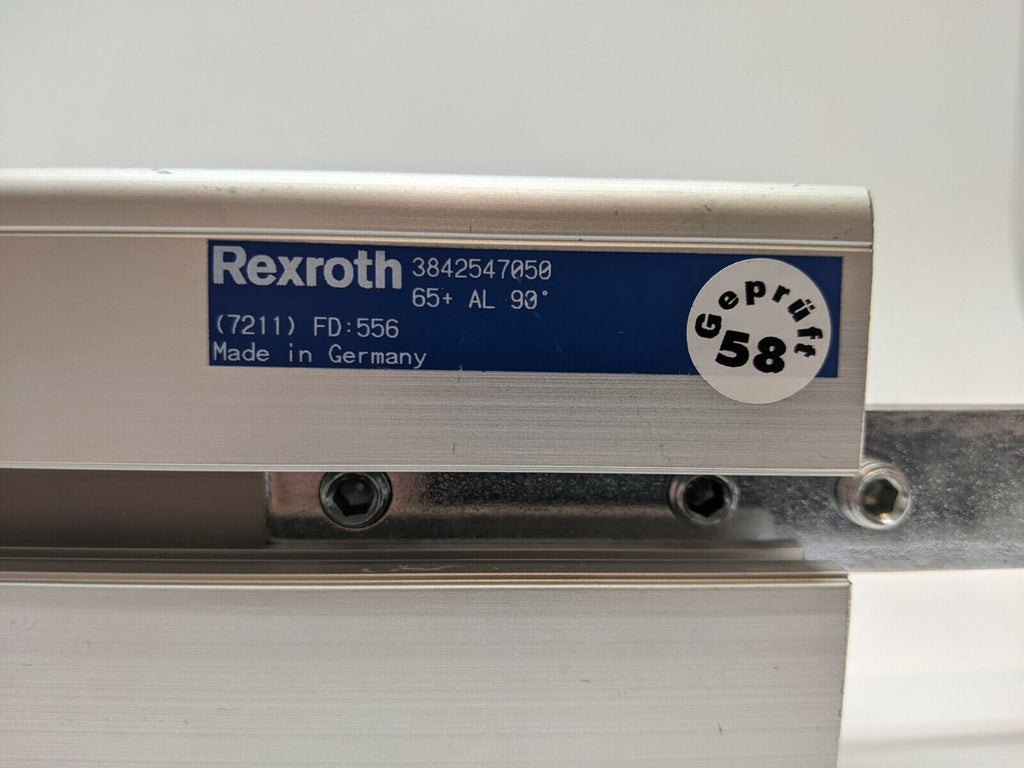 Rexroth 3842547050
65+ AL 90°
(7211) FD:556
Made in Germany
Geprüft
58